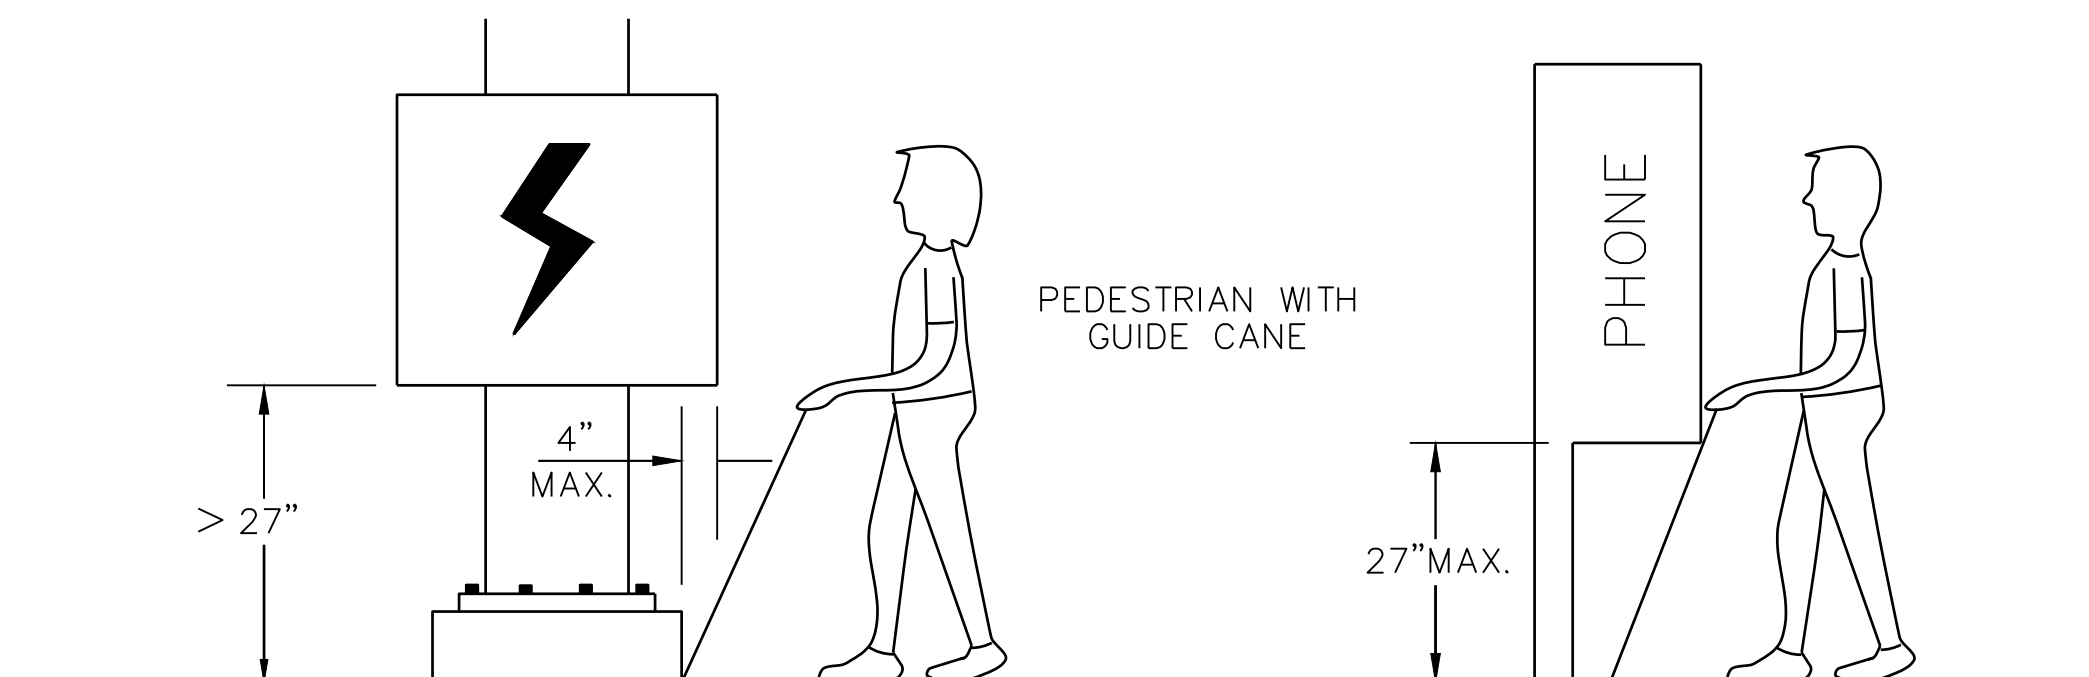 PHONE
PEDESTRIAN WITH
GUIDE CANE
4”
MAX.
> 27”
27”MAX.